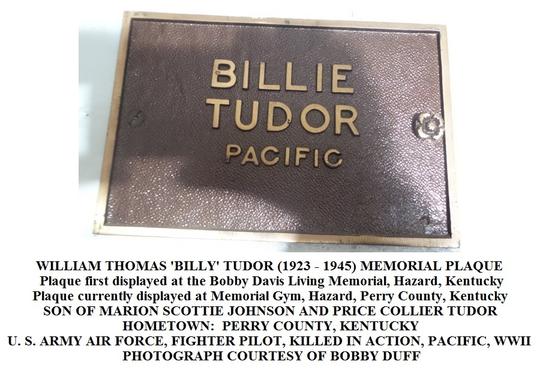 BILLIE
TUDOR
PACIFIC
WILLIAM THOMAS 'BILLY' TUDOR (1923 - 1945) MEMORIAL PLAQUE
Plaque first displayed at the Bobby Davis Living Memorial, Hazard, Kentucky
Plaque currently displayed at Memorial Gym, Hazard, Perry County, Kentucky
SON OF MARION SCOTTIE JOHNSON AND PRICE COLLIER TUDOR
HOMETOWN:  PERRY COUNTY, KENTUCKY
U. S. ARMY AIR FORCE, FIGHTER PILOT, KILLED IN ACTION, PACIFIC, WWII
PHOTOGRAPH COURTESY OF BOBBY DUFF